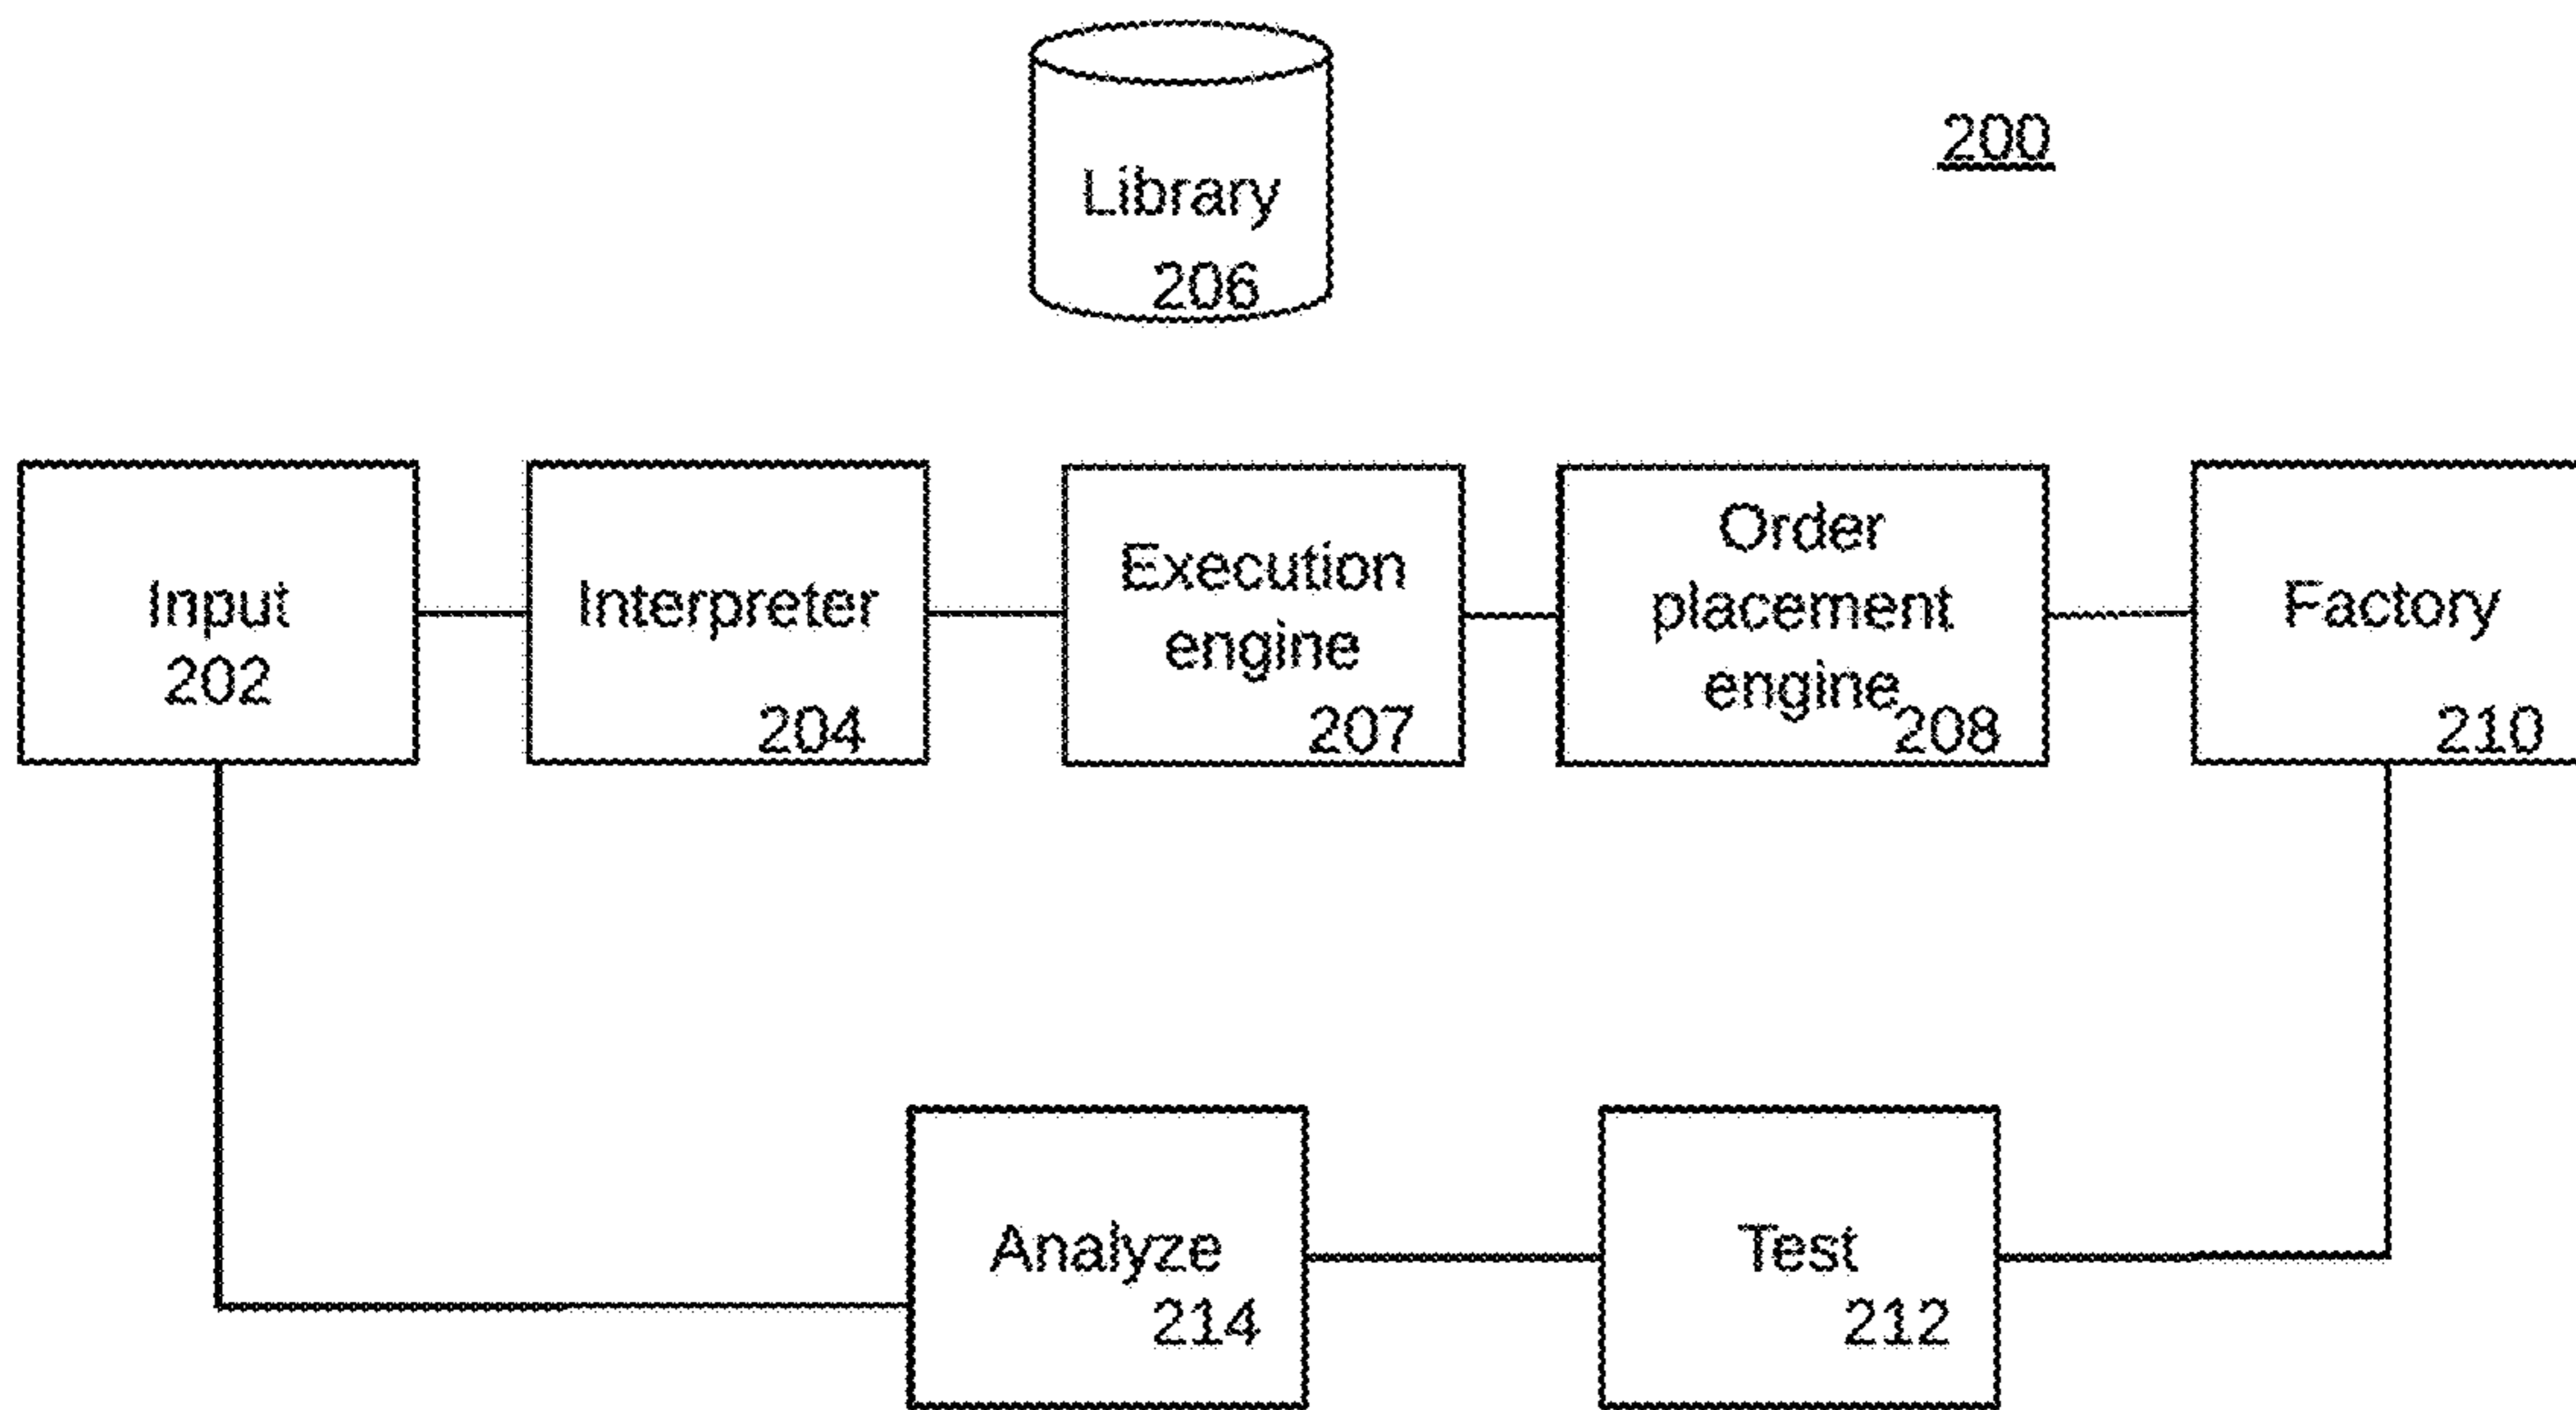 Library
206
200
Input
202
Interpreter
204
Execution
engine
207
Order
placement
engine
208
Factory
210
Analyze
214
Test
212